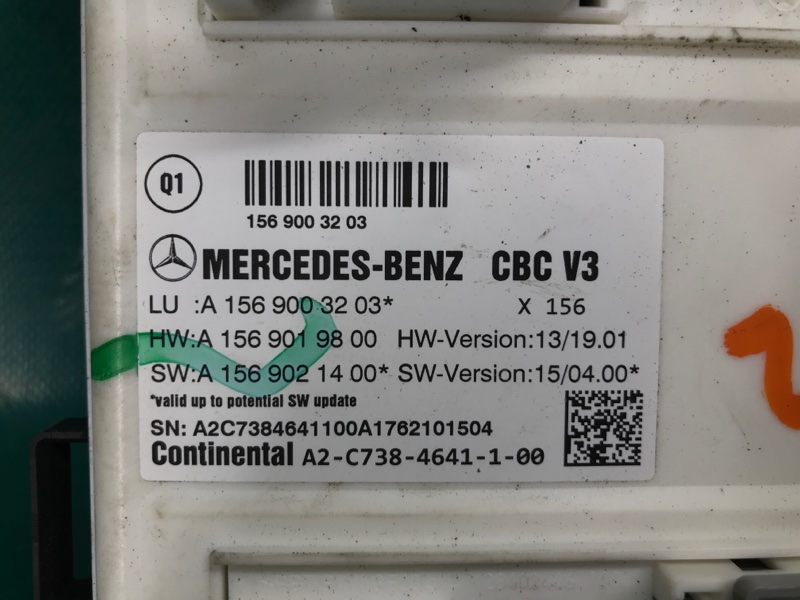 Q1
156 900 32 03
MERCEDES-BENZ CBC V3
LU :A 156 900 32 03* X 156
HW:A 156 901 98 00 HW-Version:13/19.01
SW:A 156 902 14 00* SW-Version:15/04.00*
*valid up to potential SW update
SN: A2C7384641100A1762101504
Continental A2-C738-4641-1-00